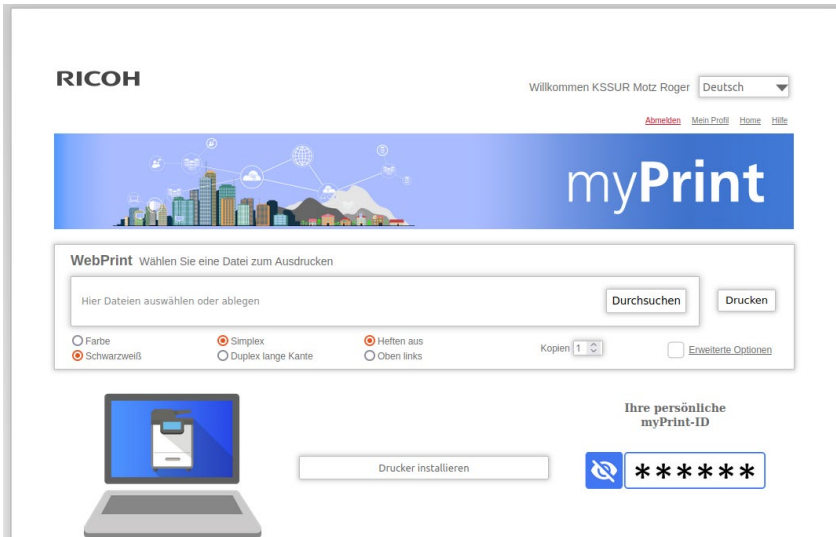 RICOH
Willkommen KSSUR Motz Roger Deutsch
Abmelden Mein Profil Home Hilfe
myPrint
WebPrint Wählen Sie eine Datei zum Ausdrucken
Hier Dateien auswählen oder ablegen Durchsuchen Drucken
Farbe Simplex Heften aus Kopien 1 Erweiterte Optionen
Schwarzweiß Duplex lange Kante Oben links
Ihre persönliche
myPrint-ID
Drucker installieren ******